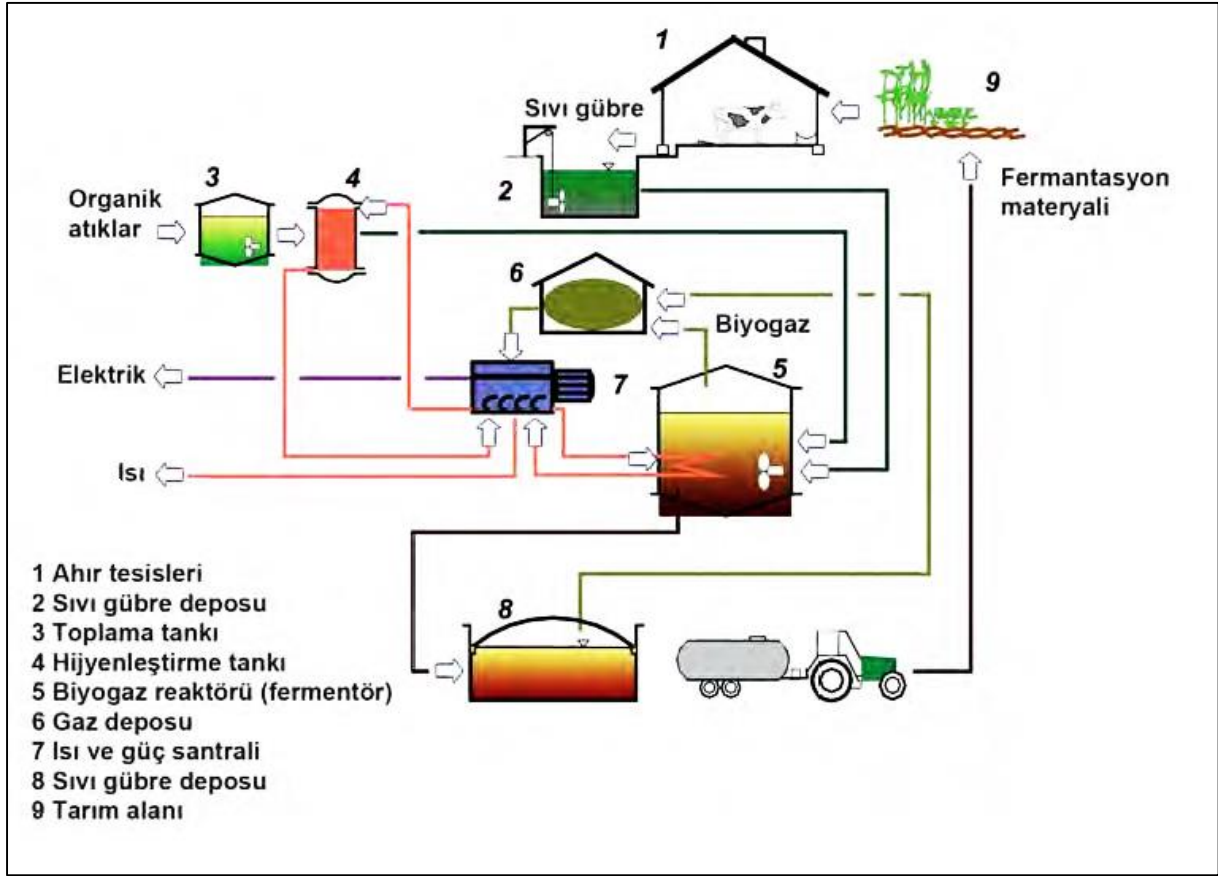 1
9
Sıvı gübre
2
Fermantasyon
materyali
3
4
Organik
atıklar
6
Biyogaz
5
Elektrik
7
Isı
8
1 Ahır tesisleri
2 Sıvı gübre deposu
3 Toplama tankı
4 Hijyenleştirme tankı
5 Biyogaz reaktörü (fermentör)
6 Gaz deposu
7 Isı ve güç santrali
8 Sıvı gübre deposu
9 Tarım alanı